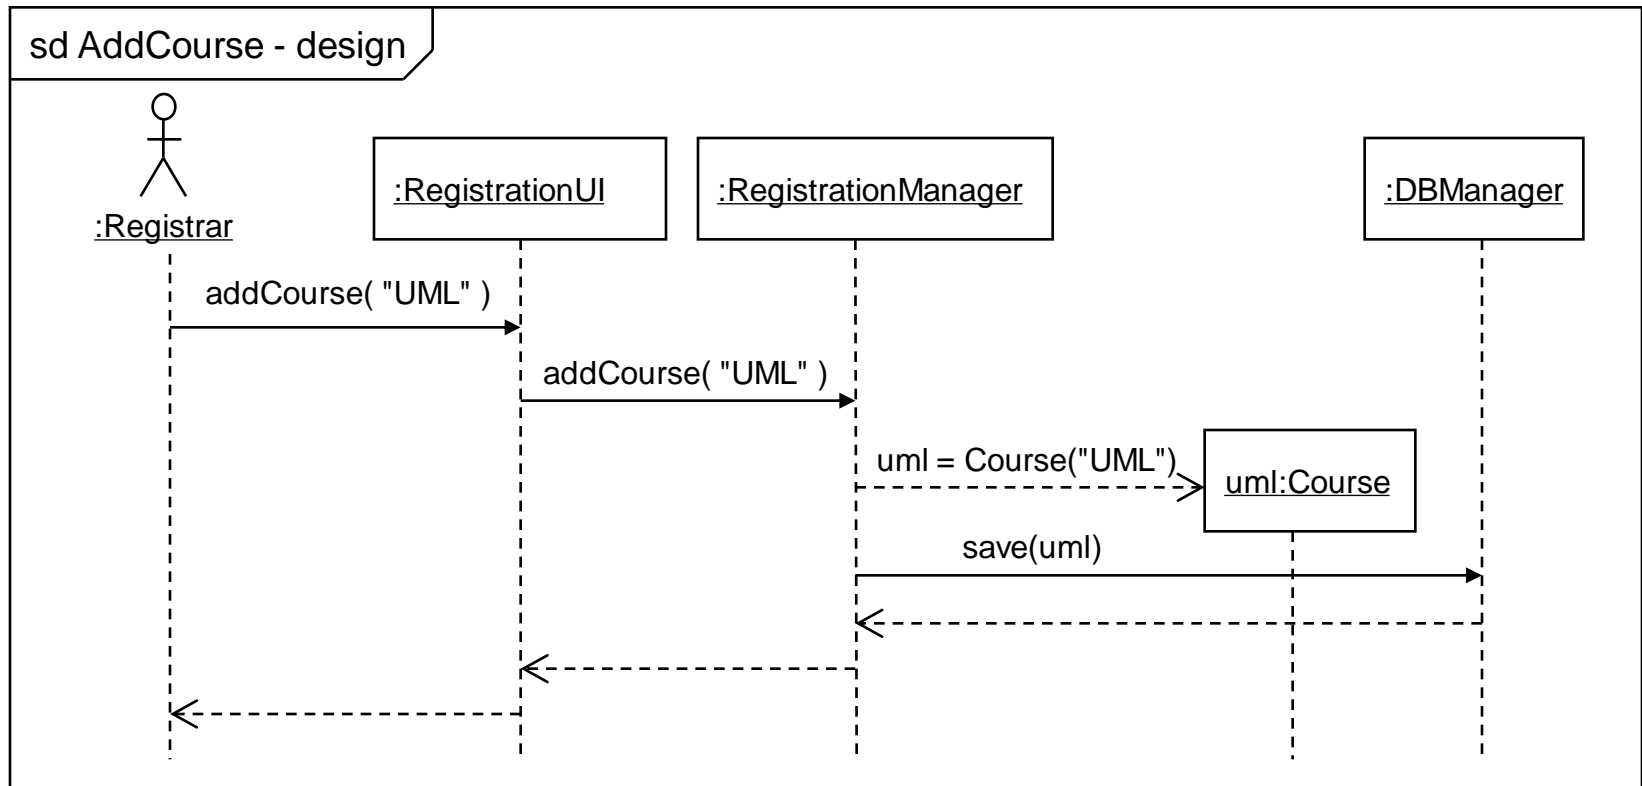 sd AddCourse - design
:Registrar
:RegistrationUI
:RegistrationManager
:DBManager
addCourse( "UML" )
addCourse( "UML" )
uml = Course("UML")
uml:Course
save(uml)